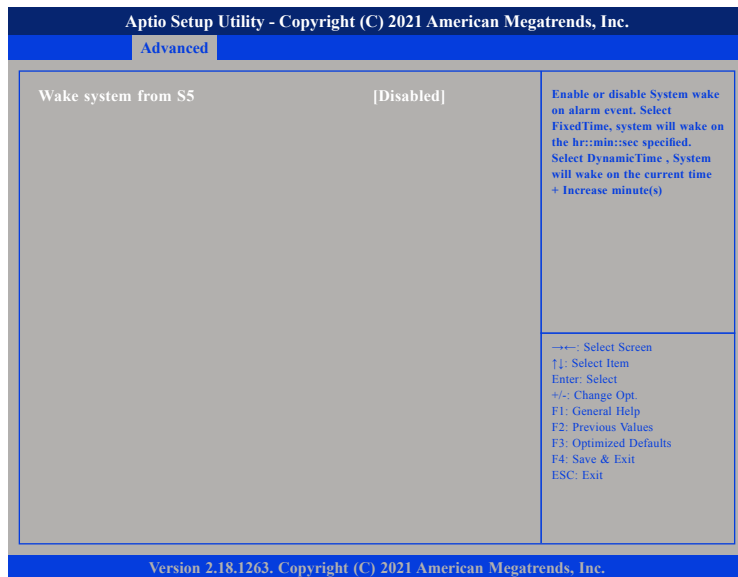 Aptio Setup Utility - Copyright (C) 2021 American Megatrends, Inc.
Advanced
Wake system from S5 [Disabled]
Enable or disable System wake
on alarm event. Select
FixedTime, system will wake on
the hr::min::sec specified.
Select DynamicTime , System
will wake on the current time
+ Increase minute(s)
→←: Select Screen
↑↓: Select Item
Enter: Select
+/-: Change Opt.
F1: General Help
F2: Previous Values
F3: Optimized Defaults
F4: Save & Exit
ESC: Exit
Version 2.18.1263. Copyright (C) 2021 American Megatrends, Inc.